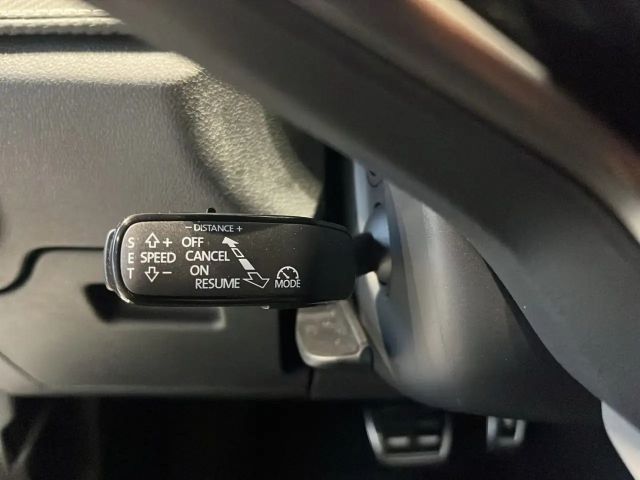 - DISTANCE +
S + OFF
E SPEED CANCEL
T - ON
RESUME MODE